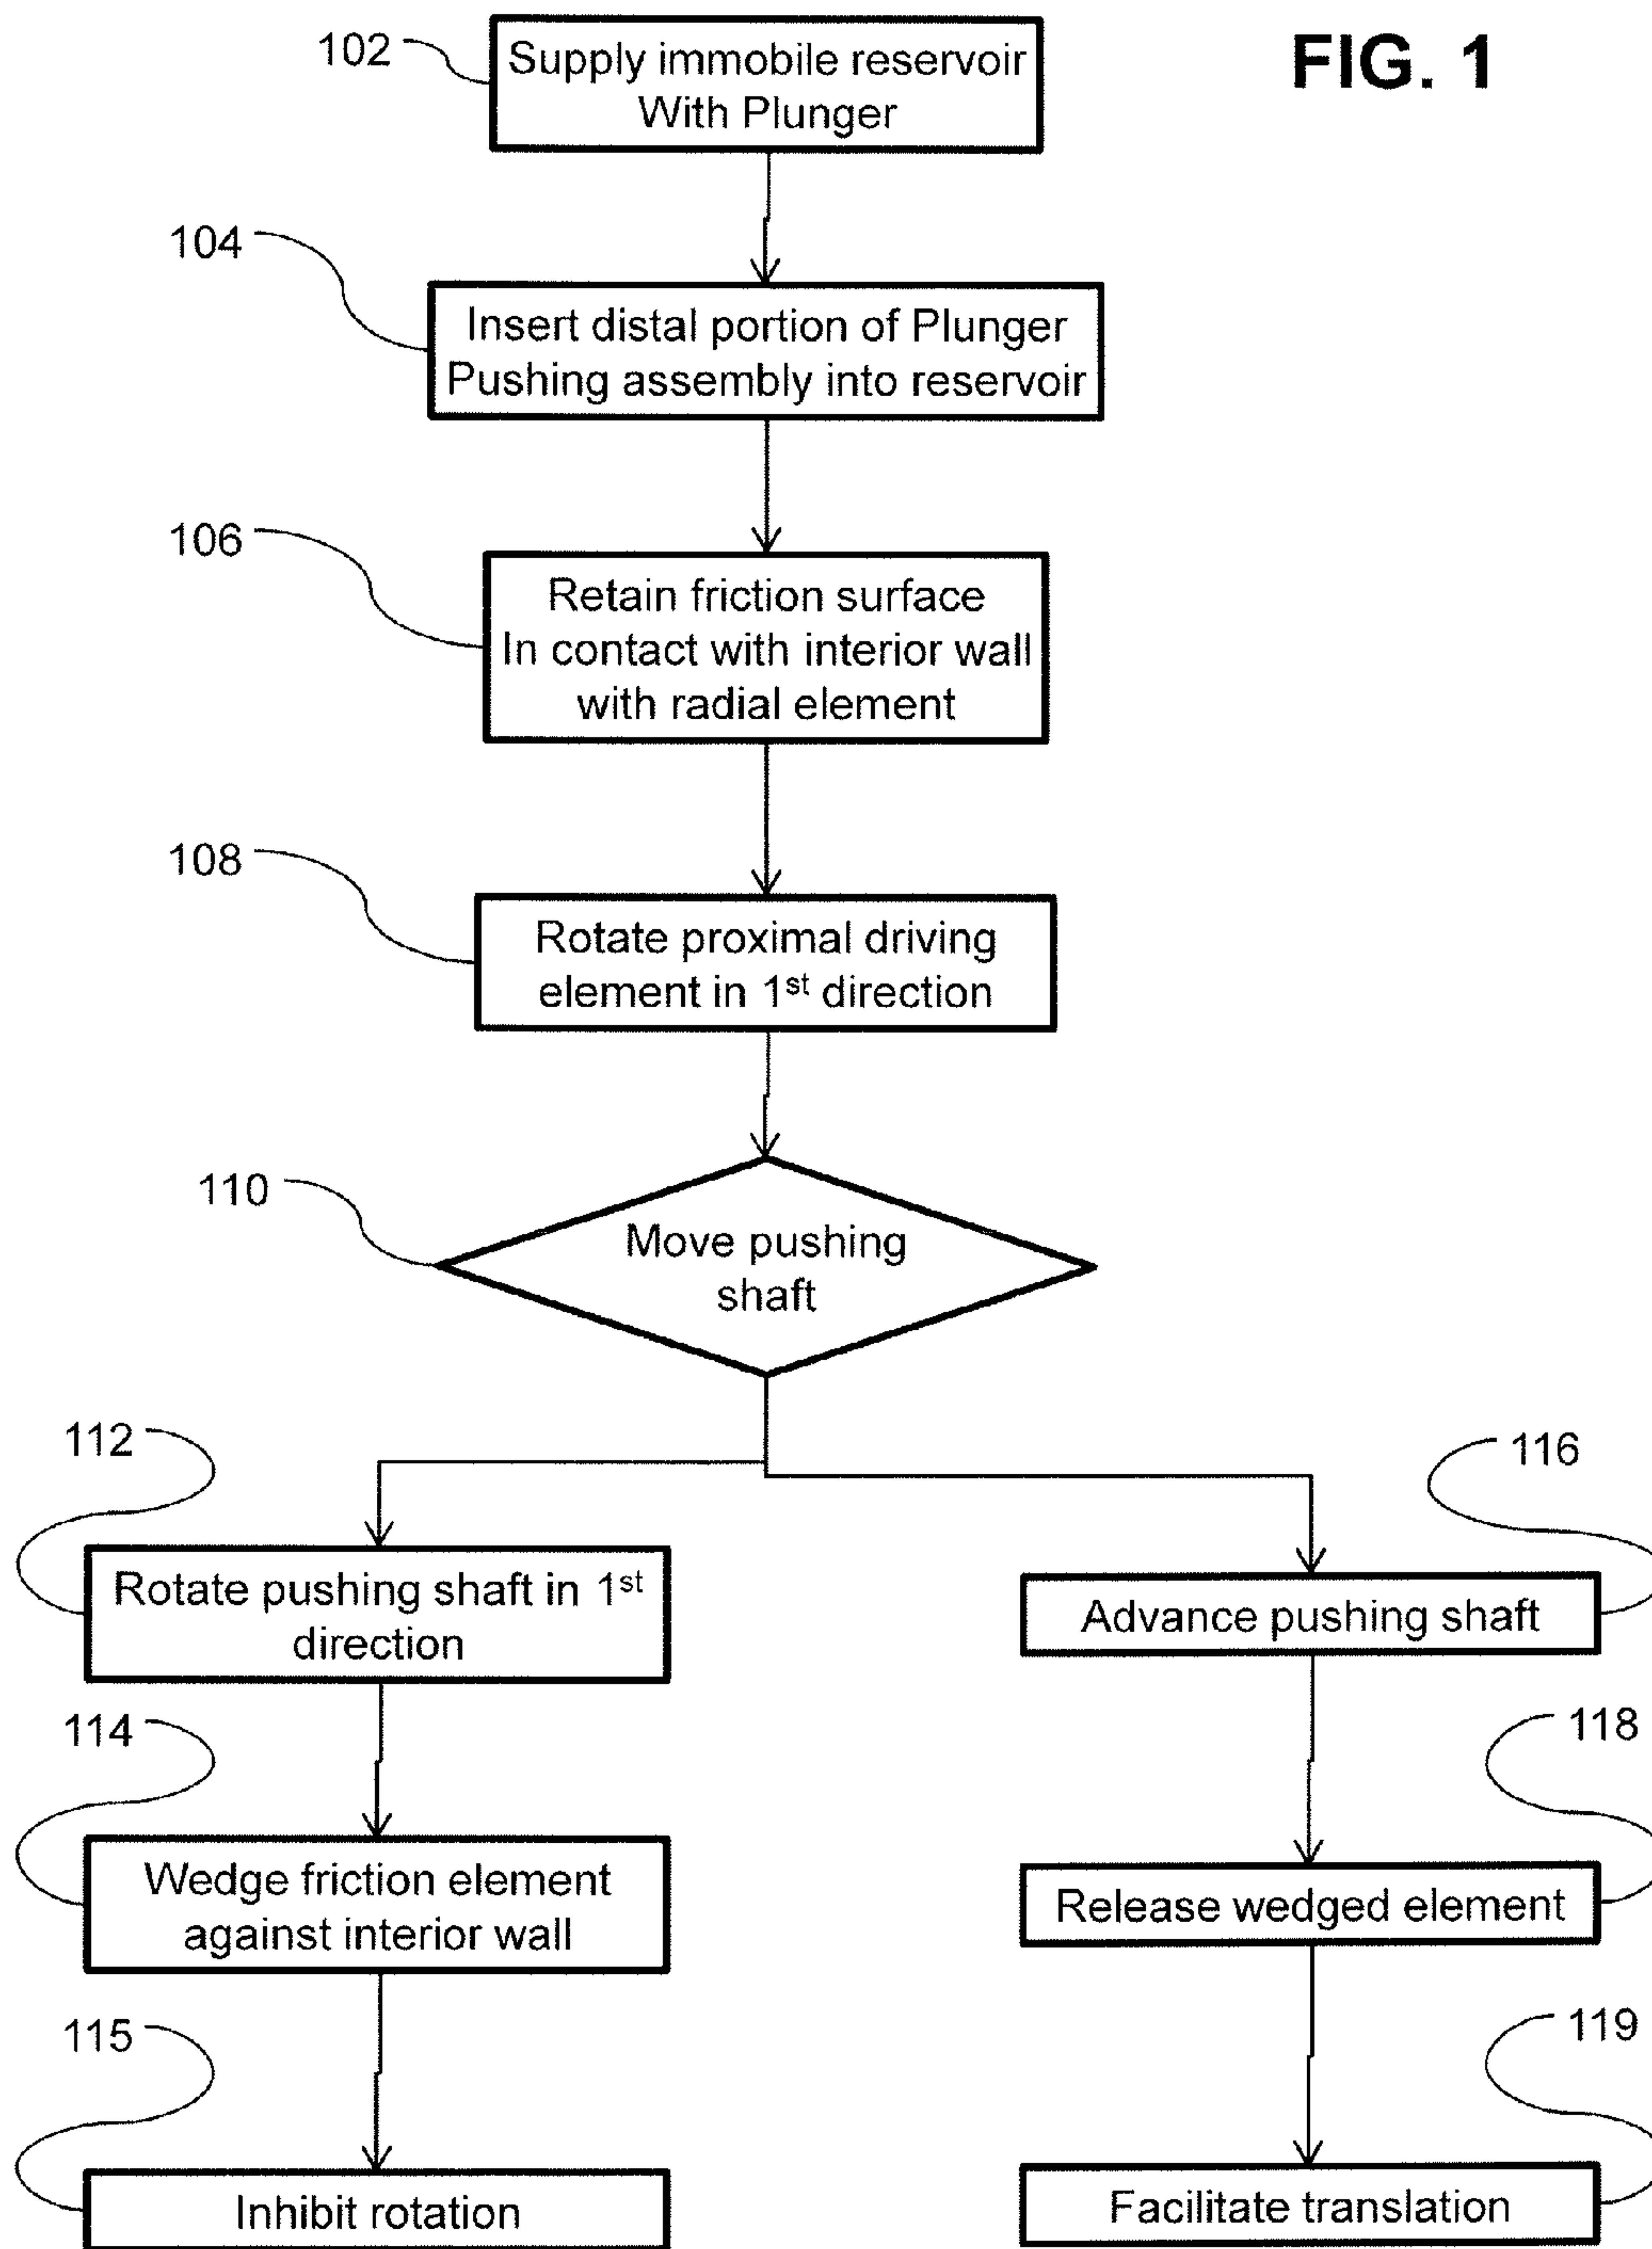 FIG. 1
102
Supply immobile reservoir
With Plunger
104
Insert distal portion of Plunger
Pushing assembly into reservoir
106
Retain friction surface
In contact with interior wall
with radial element
108
Rotate proximal driving
element in 1st direction
110
Move pushing
shaft
112
Rotate pushing shaft in 1st
direction
116
Advance pushing shaft
114
Wedge friction element
against interior wall
118
Release wedged element
115
Inhibit rotation
119
Facilitate translation